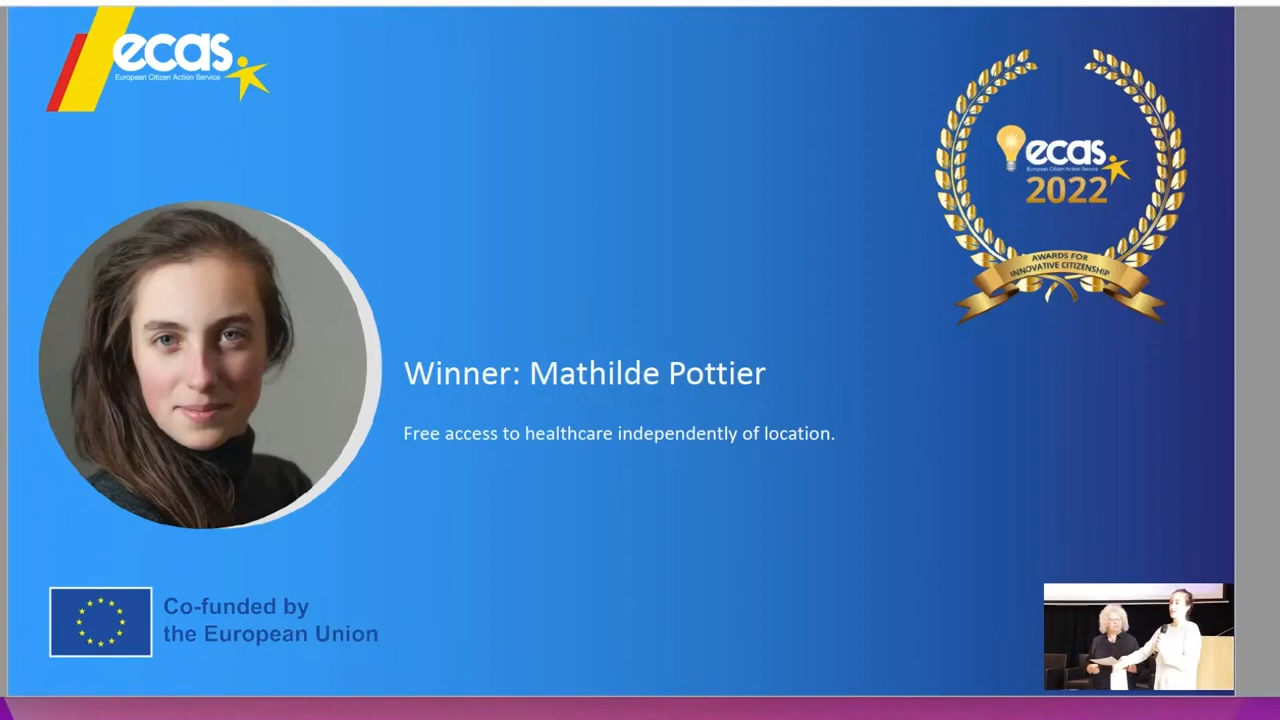 ecas
European Citizen Action Service
ecas
European Citizen Action Service
2022
AWARDS FOR
INNOVATIVE CITIZENSHIP
Winner: Mathilde Pottier
Free access to healthcare independently of location.
Co-funded by
the European Union